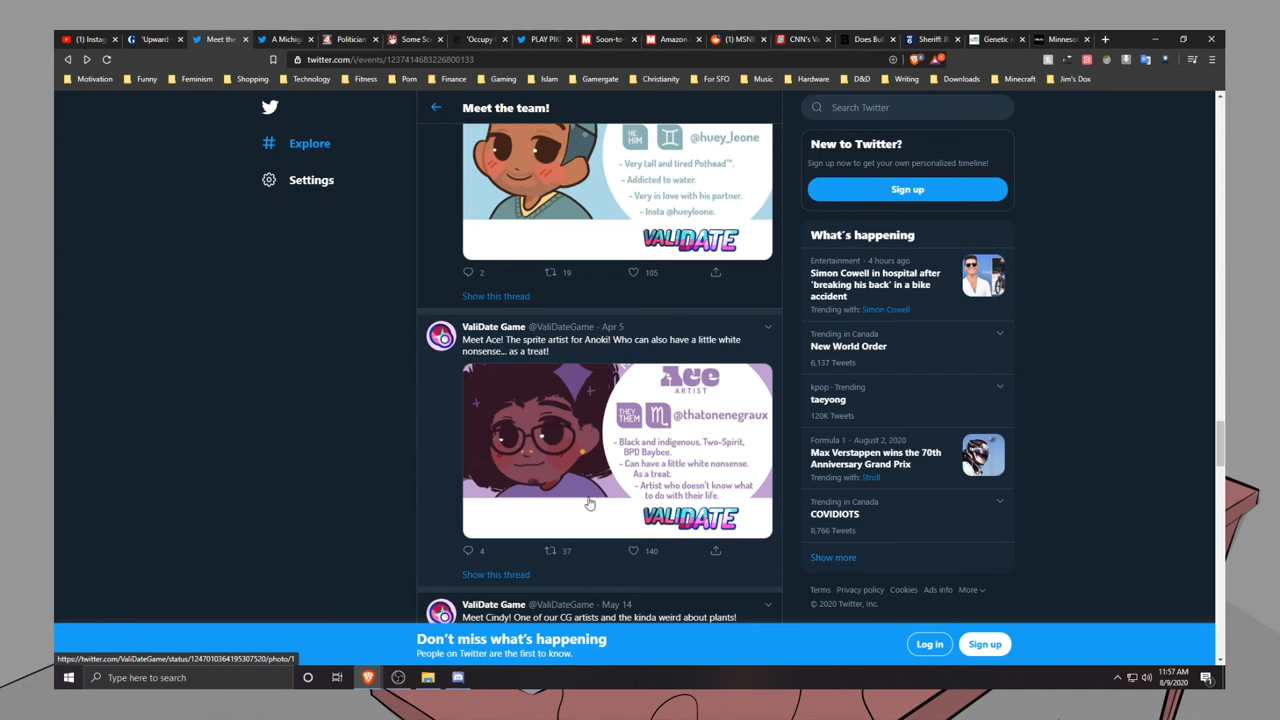 (1) Instag
'Upward-
Meet the
A Michig
Politician
Some Sc
'Occupy C
PLAY PIK
Soon-to-
Amazon r
(1) MSNE
CNN's Va
Does Bul
Sheriff: 8
Genetic r
Minneso
twitter.com/i/events/1237414683226800133
Motivation
Funny
Feminism
Shopping
Technology
Fitness
Porn
Finance
Gaming
Islam
Gamergate
Christianity
For SFO
Music
Hardware
D&D
Writing
Downloads
Minecraft
Jim's Dox
Explore
Settings
Meet the team!
HE HIM
@huey_leone
- Very tall and tired Pothead™.
- Addicted to water.
- Very in love with his partner.
- Insta @hueyleone.
VALIDATE
2
19
105
Show this thread
ValiDate Game @ValiDateGame - Apr 5
Meet Ace! The sprite artist for Anoki! Who can also have a little white
nonsense... as a treat!
Ace
ARTIST
THEY THEM
@thatonenegraux
- Black and indigenous, Two-Spirit,
BPD Baybee.
- Can have a little white nonsense.
As a treat.
- Artist who doesn't know what
to do with their life.
VALIDATE
4
37
140
Show this thread
ValiDate Game @ValiDateGame - May 14
Meet Cindy! One of our CG artists and the kinda weird about plants!
Search Twitter
New to Twitter?
Sign up now to get your own personalized timeline!
Sign up
What's happening
Entertainment - 4 hours ago
Simon Cowell in hospital after
'breaking his back' in a bike
accident
Trending with: Simon Cowell
Trending in Canada
New World Order
6,137 Tweets
kpop - Trending
taeyong
120K Tweets
Formula 1 - August 2, 2020
Max Verstappen wins the 70th
Anniversary Grand Prix
Trending with: Stroll
Trending in Canada
COVIDIOTS
8,766 Tweets
Show more
Terms Privacy policy Cookies Ads info More
© 2020 Twitter, Inc.
Don't miss what's happening
People on Twitter are the first to know.
Log in
Sign up
https://twitter.com/ValiDateGame/status/1247010364195307520/photo/1
Type here to search
11:57 AM
8/9/2020